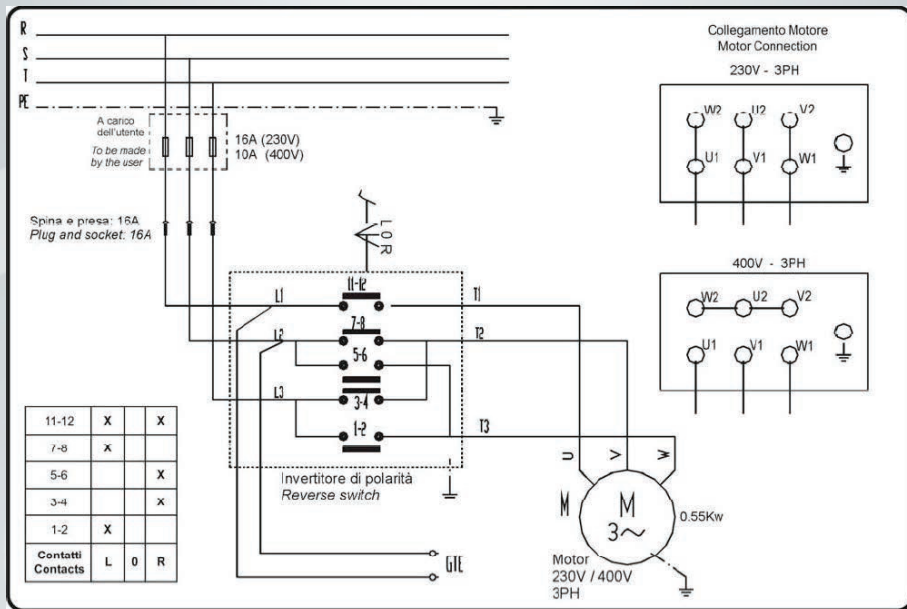 R
S
T
PE
A carico
dell'utente
To be made
by the user
16A (230V)
10A (400V)
Spina e presa: 16A
Plug and socket: 16A
L 0 R
L1
L2
L3
11-12
7-8
5-6
3-4
1-2
T1
T2
T3
Invertitore di polarità
Reverse switch
GTE
U V W
M
M
3~
0.55Kw
Motor
230V / 400V
3PH
11-12 X X
7-8 X
5-6 X
3-4 X
1-2 X
Contatti
Contacts L 0 R
Collegamento Motore
Motor Connection
230V - 3PH
W2 U2 V2
U1 V1 W1
400V - 3PH
W2 U2 V2
U1 V1 W1